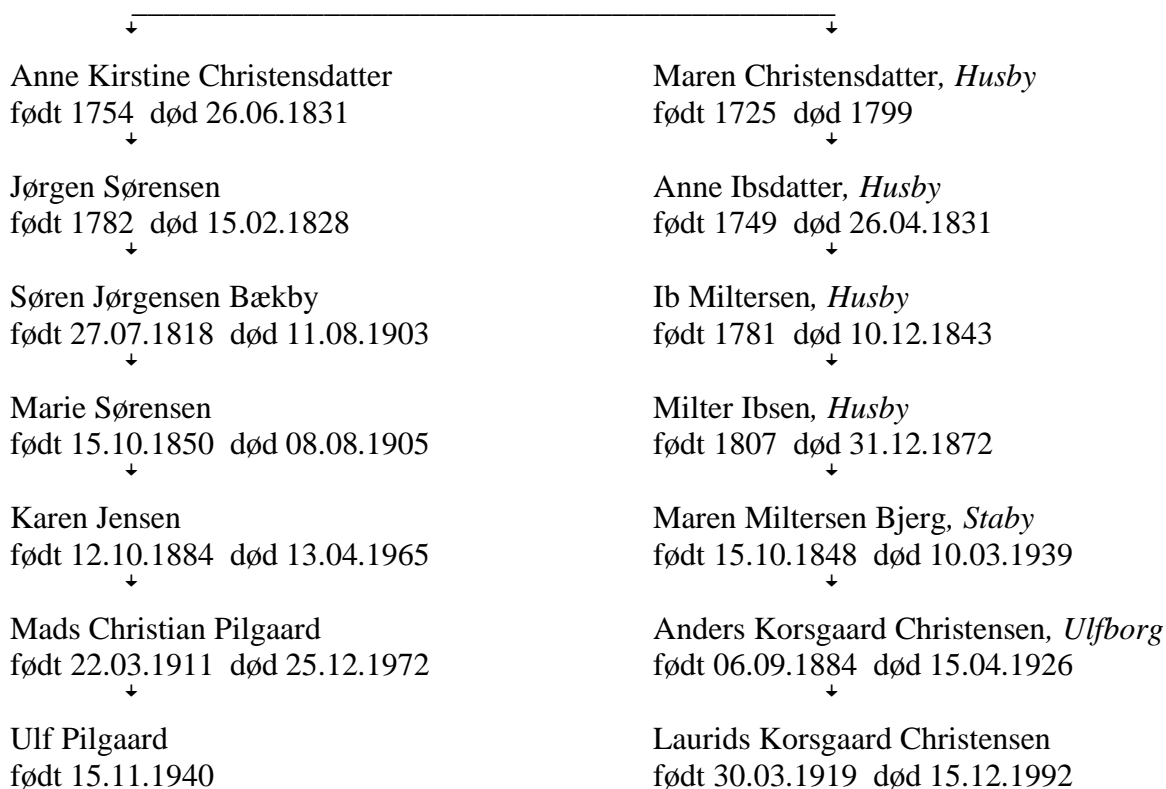 Anne Kirstine Christensdatter
født 1754 død 26.06.1831
Jørgen Sørensen
født 1782 død 15.02.1828
Søren Jørgensen Bækby
født 27.07.1818 død 11.08.1903
Marie Sørensen
født 15.10.1850 død 08.08.1905
Karen Jensen
født 12.10.1884 død 13.04.1965
Mads Christian Pilgaard
født 22.03.1911 død 25.12.1972
Ulf Pilgaard
født 15.11.1940
Maren Christensdatter, Husby
født 1725 død 1799
Anne Ibsdatter, Husby
født 1749 død 26.04.1831
Ib Miltersen, Husby
født 1781 død 10.12.1843
Milter Ibsen, Husby
født 1807 død 31.12.1872
Maren Miltersen Bjerg, Staby
født 15.10.1848 død 10.03.1939
Anders Korsgaard Christensen, Ulfborg
født 06.09.1884 død 15.04.1926
Laurids Korsgaard Christensen
født 30.03.1919 død 15.12.1992